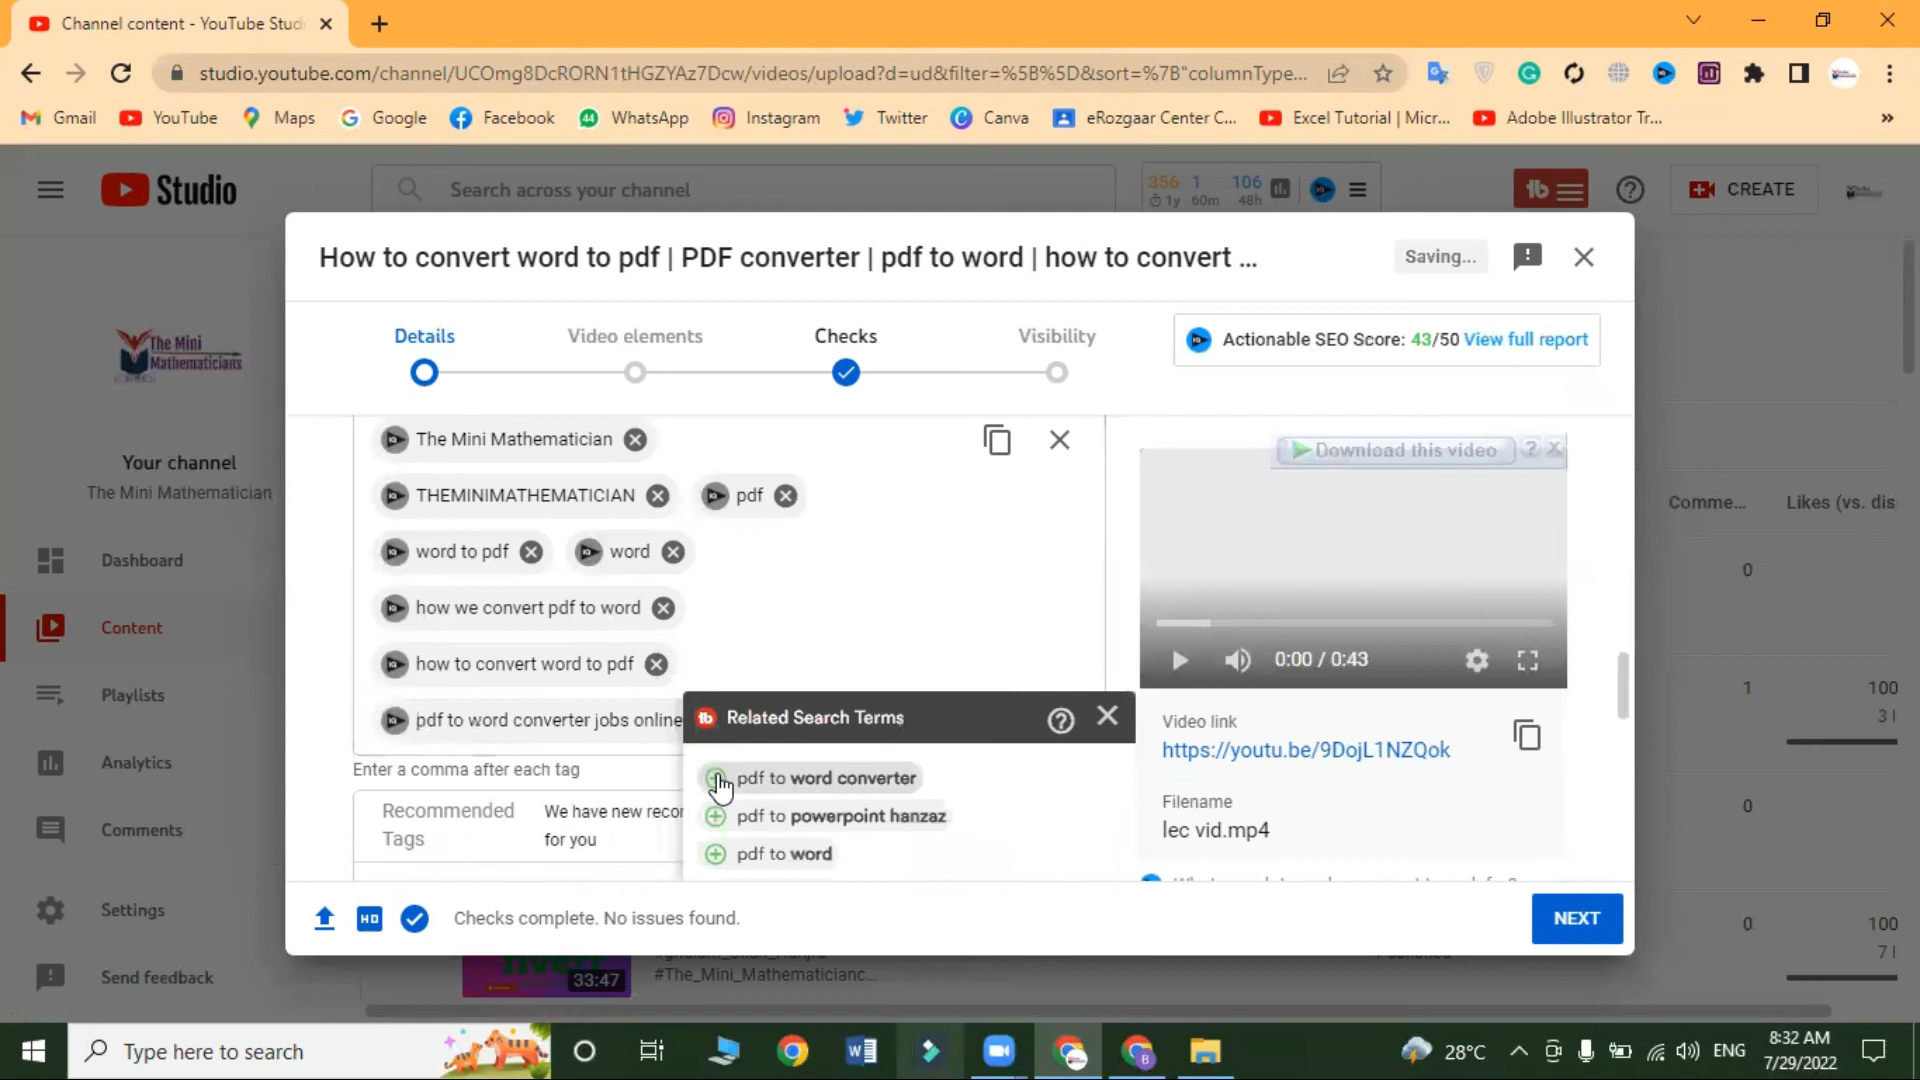 Channel content - YouTube Stud
studio.youtube.com/channel/UCOmg8DcRORN1tHGZYAz7Dcw/videos/upload?d=ud&filter=%5B%5D&sort=%7B"columnType...
Gmail
YouTube
Maps
Google
Facebook
44
WhatsApp
Instagram
Twitter
Canva
eRozgaar Center C...
Excel Tutorial | Micr...
Adobe Illustrator Tr...
»
Studio
Search across your channel
356 1 106
1y 60m 48h
CREATE
How to convert word to pdf | PDF converter | pdf to word | how to convert ...
Saving...
Details
Video elements
Checks
Visibility
Actionable SEO Score: 43/50 View full report
The Mini
Mathematicians
Your channel
The Mini Mathematician
Dashboard
Content
Playlists
Analytics
Comments
Settings
Send feedback
The Mini Mathematician
THEMINIMATHEMATICIAN
pdf
word to pdf
word
how we convert pdf to word
how to convert word to pdf
pdf to word converter jobs online
Enter a comma after each tag
Recommended
Tags
We have new recor
for you
Related Search Terms
pdf to word converter
pdf to powerpoint hanzaz
pdf to word
Download this video
0:00 / 0:43
Video link
https://youtu.be/9DojL1NZQok
Filename
lec vid.mp4
Comme...
Likes (vs. dis
0
1
100
3 l
0
0
100
7 l
HD
Checks complete. No issues found.
NEXT
33:47
#The_Mini_Mathematicianc...
Type here to search
28°C
ENG
8:32 AM
7/29/2022